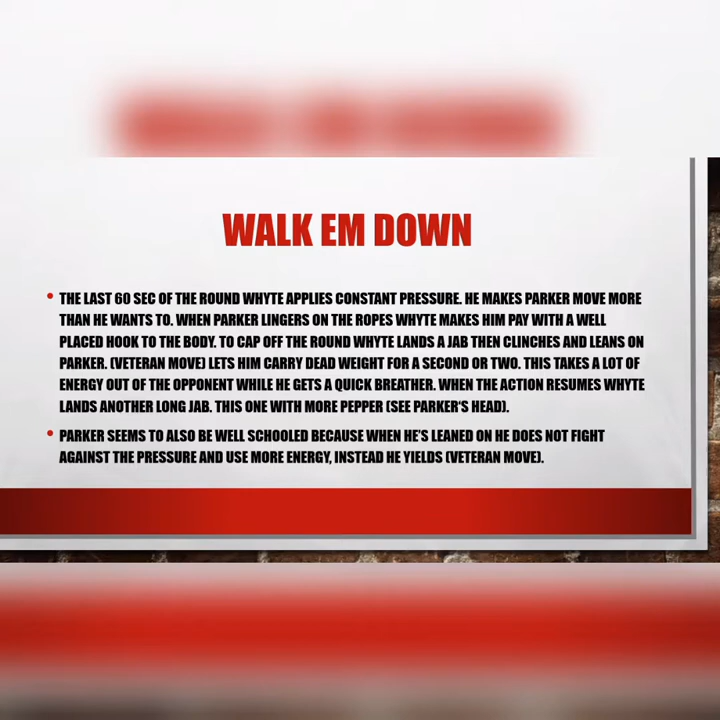 WALK EM DOWN
• THE LAST 60 SEC OF THE ROUND WHYTE APPLIES CONSTANT PRESSURE. HE MAKES PARKER MOVE MORE
THAN HE WANTS TO. WHEN PARKER LINGERS ON THE ROPES WHYTE MAKES HIM PAY WITH A WELL
PLACED HOOK TO THE BODY. TO CAP OFF THE ROUND WHYTE LANDS A JAB THEN CLINCHES AND LEANS ON
PARKER. (VETERAN MOVE) LETS HIM CARRY DEAD WEIGHT FOR A SECOND OR TWO. THIS TAKES A LOT OF
ENERGY OUT OF THE OPPONENT WHILE HE GETS A QUICK BREATHER. WHEN THE ACTION RESUMES WHYTE
LANDS ANOTHER LONG JAB. THIS ONE WITH MORE PEPPER (SEE PARKER'S HEAD).
• PARKER SEEMS TO ALSO BE WELL SCHOOLED BECAUSE WHEN HE'S LEANED ON HE DOES NOT FIGHT
AGAINST THE PRESSURE AND USE MORE ENERGY, INSTEAD HE YIELDS (VETERAN MOVE).